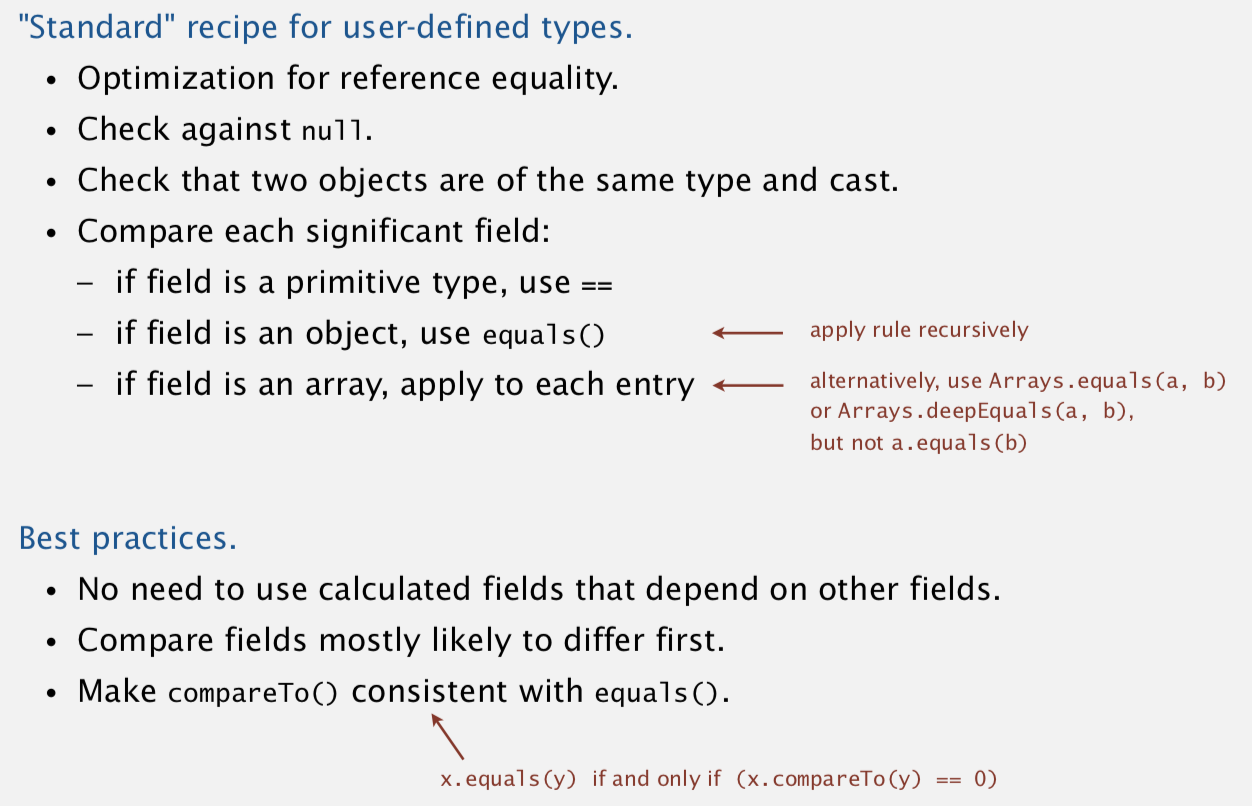 "Standard" recipe for user-defined types.
• Optimization for reference equality.
• Check against null.
• Check that two objects are of the same type and cast.
• Compare each significant field:
– if field is a primitive type, use ==
– if field is an object, use equals()
apply rule recursively
– if field is an array, apply to each entry
alternatively, use Arrays.equals(a, b)
or Arrays.deepEquals(a, b),
but not a.equals(b)
Best practices.
• No need to use calculated fields that depend on other fields.
• Compare fields mostly likely to differ first.
• Make compareTo() consistent with equals().
x.equals(y) if and only if (x.compareTo(y) == 0)